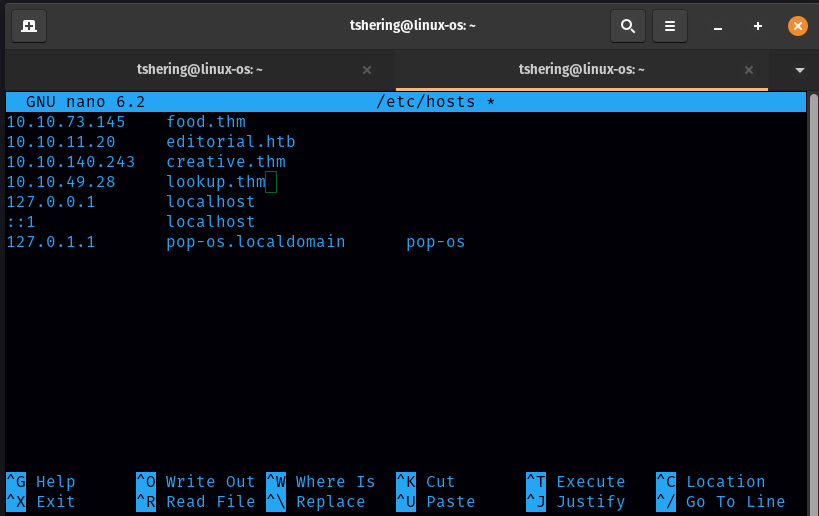 tshering@linux-os: ~
tshering@linux-os: ~ tshering@linux-os: ~
GNU nano 6.2 /etc/hosts *
10.10.73.145 food.thm
10.10.11.20 editorial.htb
10.10.140.243 creative.thm
10.10.49.28 lookup.thm
127.0.0.1 localhost
::1 localhost
127.0.1.1 pop-os.localdomain pop-os
^G Help ^O Write Out ^W Where Is ^K Cut ^T Execute ^C Location
^X Exit ^R Read File ^\ Replace ^U Paste ^J Justify ^/ Go To Line